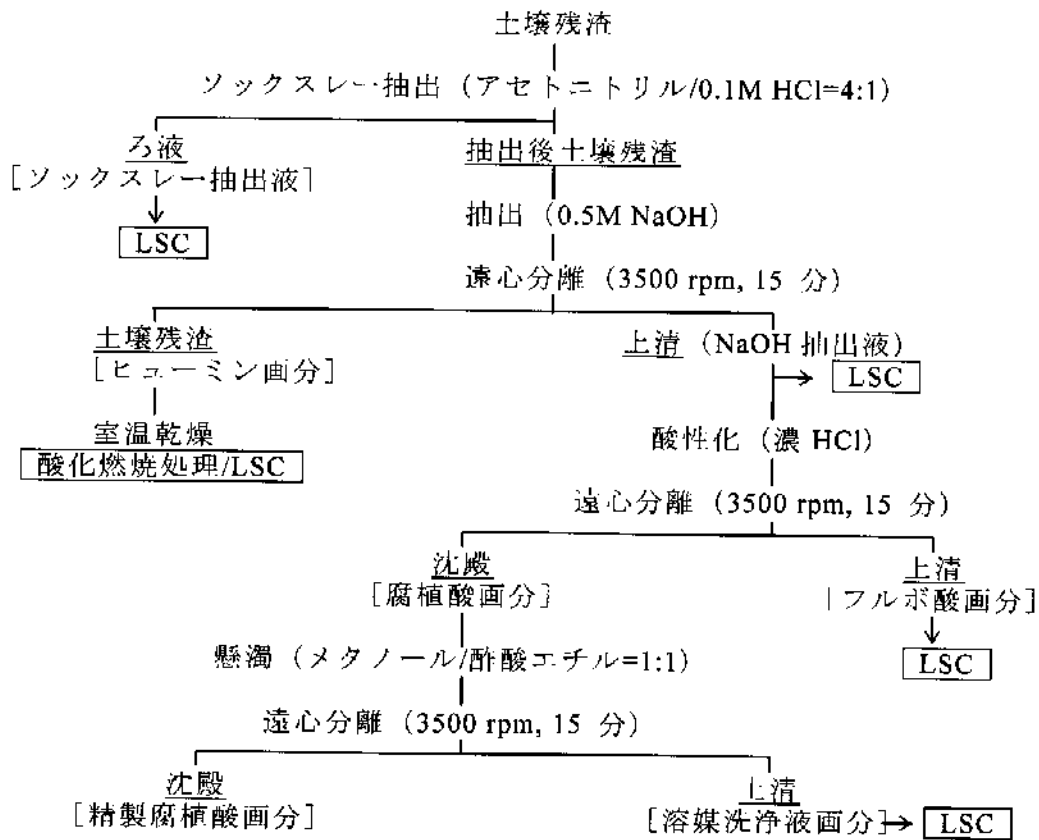 土壌残渣
ソックスレー抽出（アセトニトリル/0.1M HCl=4:1）
ろ液
抽出後土壌残渣
[ソックスレー抽出液]
抽出（0.5M NaOH）
LSC
遠心分離（3500 rpm, 15 分）
土壌残渣
上清（NaOH 抽出液）
[ヒューミン画分]
LSC
室温乾燥
酸性化（濃 HCl）
酸化燃焼処理/LSC
遠心分離（3500 rpm, 15 分）
沈殿
上清
[腐植酸画分]
[フルボ酸画分]
懸濁（メタノール/酢酸エチル=1:1）
LSC
遠心分離（3500 rpm, 15 分）
沈殿
上清
[精製腐植酸画分]
[溶媒洗浄液画分]
LSC